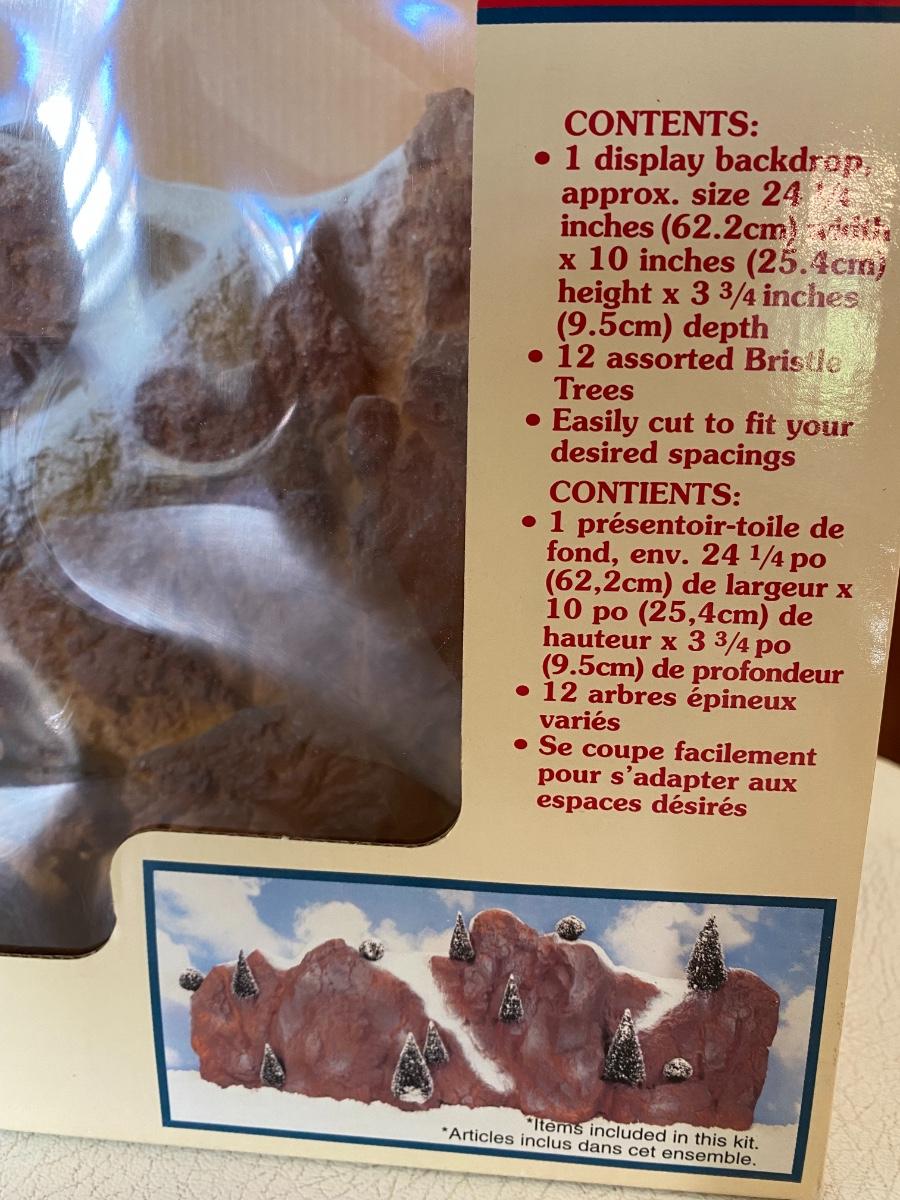 CONTENTS:
• 1 display backdrop,
approx. size 24 1/4
inches (62.2cm) width
x 10 inches (25.4cm)
height x 3 3/4 inches
(9.5cm) depth
• 12 assorted Bristle
Trees
• Easily cut to fit your
desired spacings
CONTIENTS:
• 1 présentoir-toile de
fond, env. 24 1/4 po
(62,2cm) de largeur x
10 po (25,4cm) de
hauteur x 3 3/4 po
(9.5cm) de profondeur
• 12 arbres épineux
variés
• Se coupe facilement
pour s'adapter aux
espaces désirés
*Items included in this kit.
*Articles inclus dans cet ensemble.